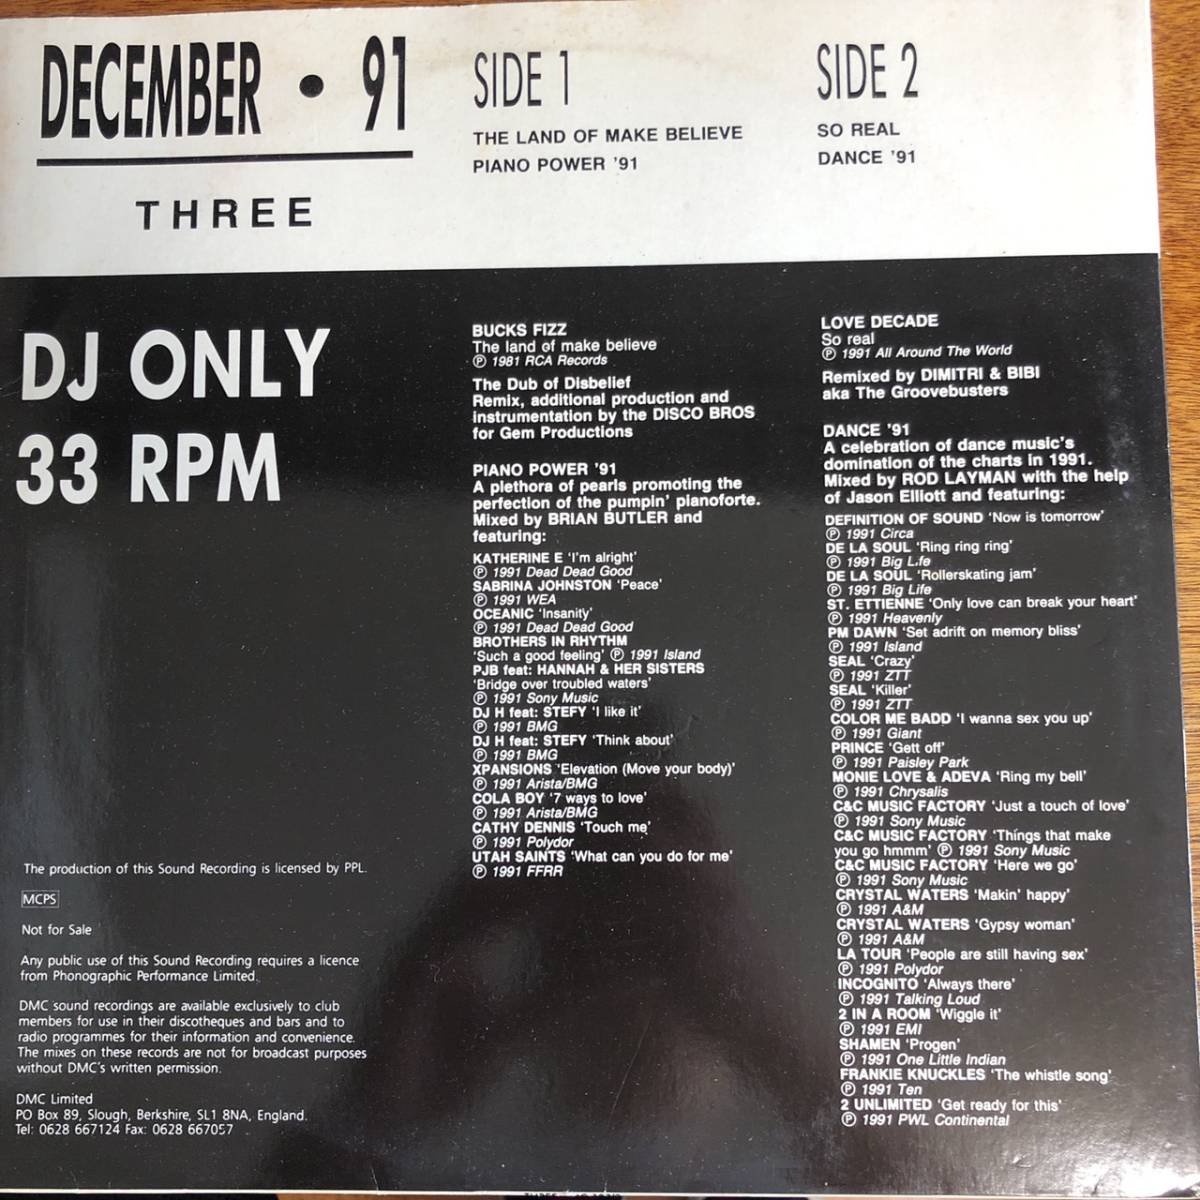 DECEMBER • 91
THREE
SIDE 1
THE LAND OF MAKE BELIEVE
PIANO POWER '91
SIDE 2
SO REAL
DANCE '91
DJ ONLY
33 RPM
The production of this Sound Recording is licensed by PPL.
MCPS
Not for Sale
Any public use of this Sound Recording requires a licence
from Phonographic Performance Limited.
DMC sound recordings are available exclusively to club
members for use in their discotheques and bars and to
radio programmes for their information and convenience.
The mixes on these records are not for broadcast purposes
without DMC's written permission.
DMC Limited
PO Box 89, Slough, Berkshire, SL1 8NA, England.
Tel: 0628 667124 Fax: 0628 667057
BUCKS FIZZ
The land of make believe
℗ 1981 RCA Records
The Dub of Disbelief
Remix, additional production and
instrumentation by the DISCO BROS
for Gem Productions
PIANO POWER '91
A plethora of pearls promoting the
perfection of the pumpin' pianoforte.
Mixed by BRIAN BUTLER and
featuring:
KATHERINE E 'I'm alright'
℗ 1991 Dead Dead Good
SABRINA JOHNSTON 'Peace'
℗ 1991 WEA
OCEANIC 'Insanity'
℗ 1991 Dead Dead Good
BROTHERS IN RHYTHM
'Such a good feeling' ℗ 1991 Island
PJB feat: HANNAH & HER SISTERS
'Bridge over troubled waters'
℗ 1991 Sony Music
DJ H feat: STEFY 'I like it'
℗ 1991 BMG
DJ H feat: STEFY 'Think about'
℗ 1991 BMG
XPANSIONS 'Elevation (Move your body)'
℗ 1991 Arista/BMG
COLA BOY '7 ways to love'
℗ 1991 Arista/BMG
CATHY DENNIS 'Touch me'
℗ 1991 Polydor
UTAH SAINTS 'What can you do for me'
℗ 1991 FFRR
LOVE DECADE
So real
℗ 1991 All Around The World
Remixed by DIMITRI & BIBI
aka The Groovebusters
DANCE '91
A celebration of dance music's
domination of the charts in 1991.
Mixed by ROD LAYMAN with the help
of Jason Elliott and featuring:
DEFINITION OF SOUND 'Now is tomorrow'
℗ 1991 Circa
DE LA SOUL 'Ring ring ring'
℗ 1991 Big Life
DE LA SOUL 'Rollerskating jam'
℗ 1991 Big Life
ST. ETTIENNE 'Only love can break your heart'
℗ 1991 Heavenly
PM DAWN 'Set adrift on memory bliss'
℗ 1991 Island
SEAL 'Crazy'
℗ 1991 ZTT
SEAL 'Killer'
℗ 1991 ZTT
COLOR ME BADD 'I wanna sex you up'
℗ 1991 Giant
PRINCE 'Gett off'
℗ 1991 Paisley Park
MONIE LOVE & ADEVA 'Ring my bell'
℗ 1991 Chrysalis
C&C MUSIC FACTORY 'Just a touch of love'
℗ 1991 Sony Music
C&C MUSIC FACTORY 'Things that make
you go hmmm' ℗ 1991 Sony Music
C&C MUSIC FACTORY 'Here we go'
℗ 1991 Sony Music
CRYSTAL WATERS 'Makin' happy'
℗ 1991 A&M
CRYSTAL WATERS 'Gypsy woman'
℗ 1991 A&M
LA TOUR 'People are still having sex'
℗ 1991 Polydor
INCOGNITO 'Always there'
℗ 1991 Talking Loud
2 IN A ROOM 'Wiggle it'
℗ 1991 EMI
SHAMEN 'Progen'
℗ 1991 One Little Indian
FRANKIE KNUCKLES 'The whistle song'
℗ 1991 Ten
2 UNLIMITED 'Get ready for this'
℗ 1991 PWL Continental